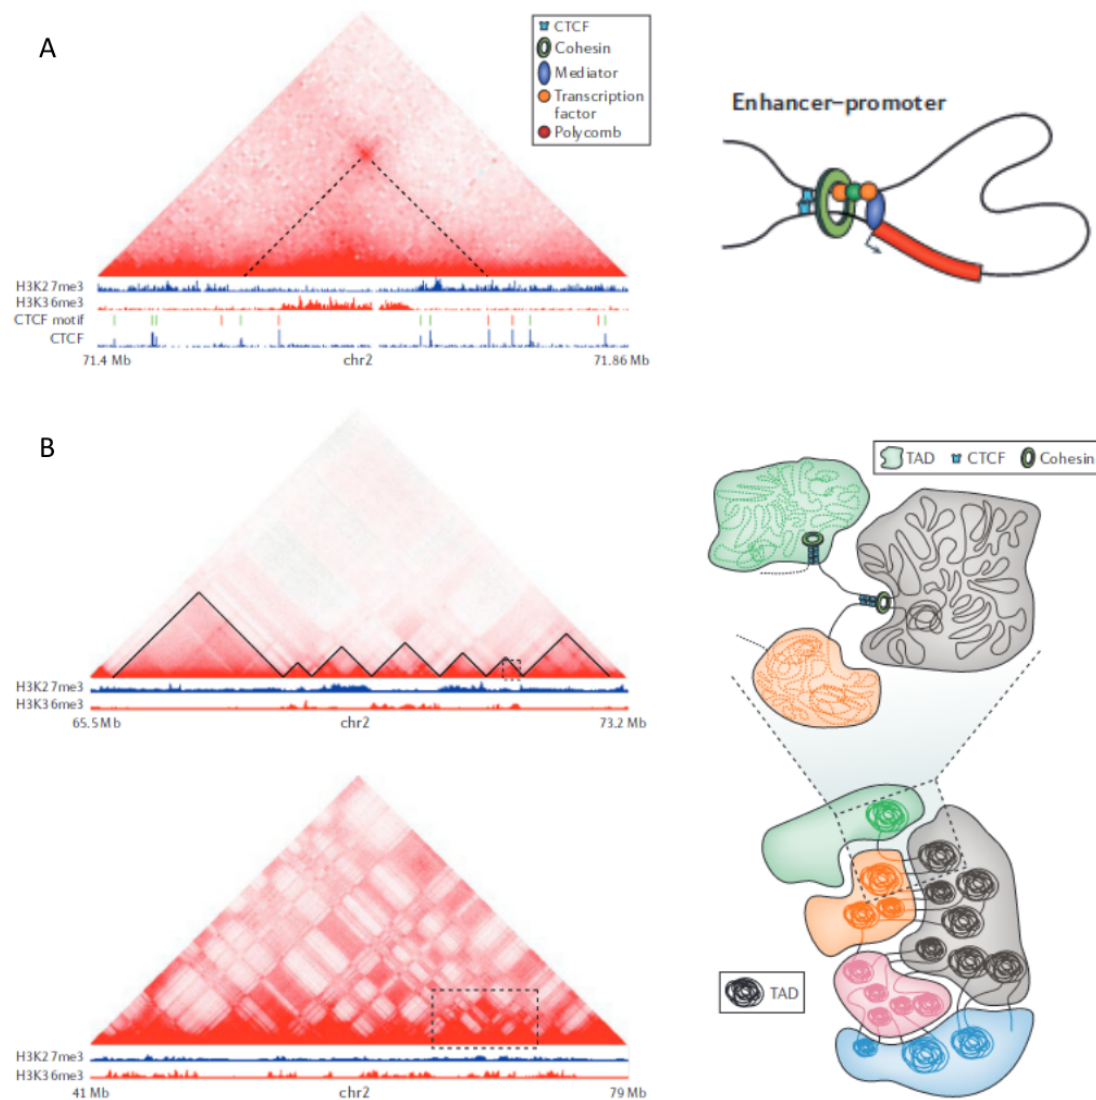 A
CTCF
Cohesin
Mediator
Transcription
factor
Polycomb
Enhancer–promoter
H3K27me3
H3K36me3
CTCF motif
CTCF
71.4 Mb
chr2
71.86 Mb
B
TAD
CTCF
Cohesin
H3K27me3
H3K36me3
65.5Mb
chr2
73.2 Mb
TAD
H3K27me3
H3K36me3
41 Mb
chr2
79 Mb